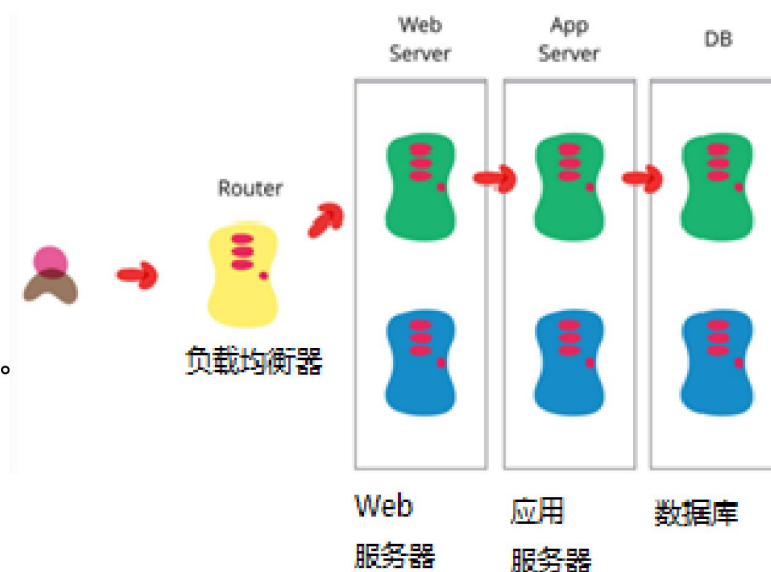 Web
Server
App
Server
DB
Router
负载均衡器
。
Web
服务器
应用
服务器
数据库